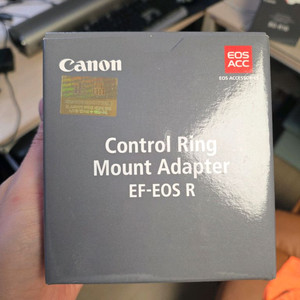 Canon
EOS
ACC
EOS ACCESSORIES
Control Ring
Mount Adapter
EF-EOS R